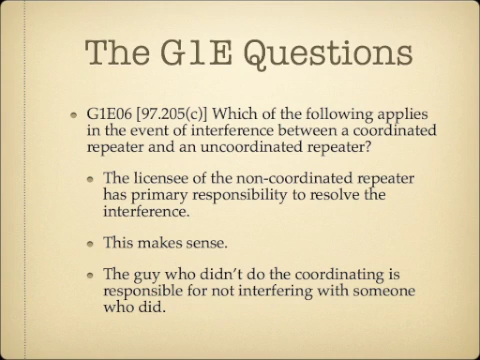 The G1E Questions
G1E06 [97.205(c)] Which of the following applies
in the event of interference between a coordinated
repeater and an uncoordinated repeater?
The licensee of the non-coordinated repeater
has primary responsibility to resolve the
interference.
This makes sense.
The guy who didn't do the coordinating is
responsible for not interfering with someone
who did.